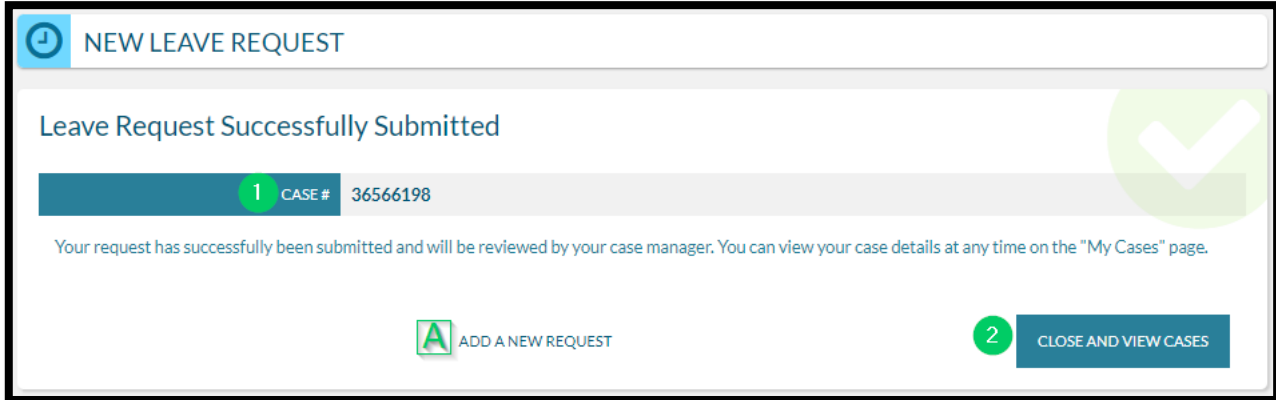 NEW LEAVE REQUEST
Leave Request Successfully Submitted
1 CASE # 36566198
Your request has successfully been submitted and will be reviewed by your case manager. You can view your case details at any time on the "My Cases" page.
A ADD A NEW REQUEST 2 CLOSE AND VIEW CASES